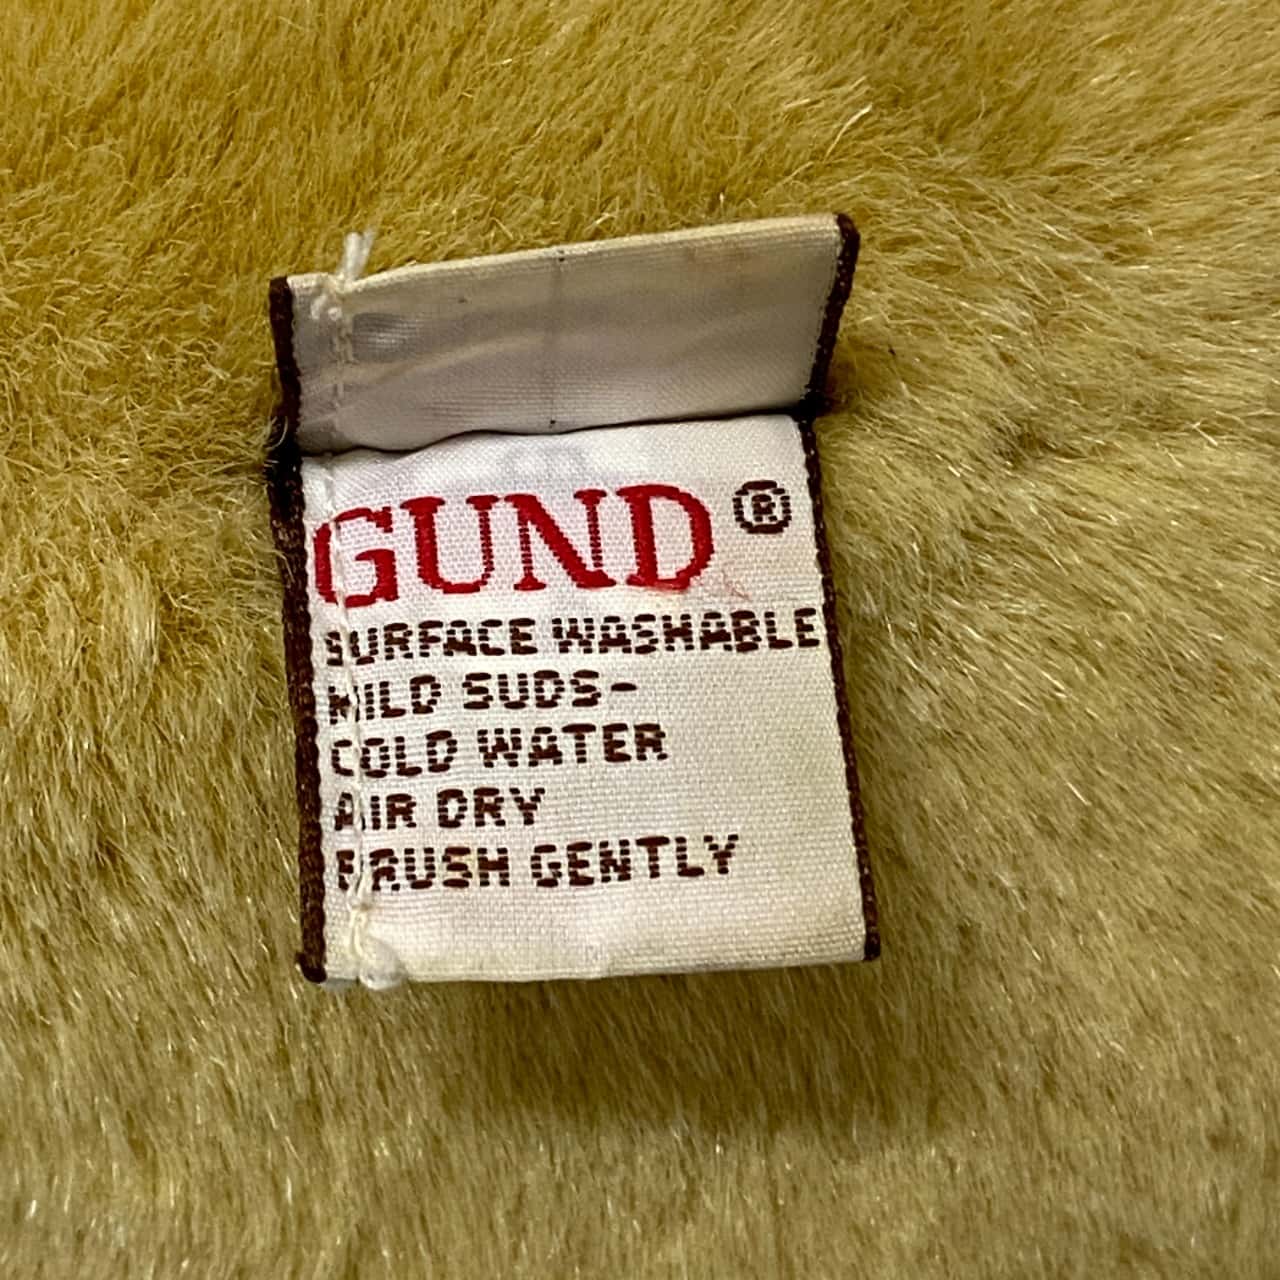 GUND ®
SURFACE WASHABLE
MILD SUDS-
COLD WATER
AIR DRY
BRUSH GENTLY